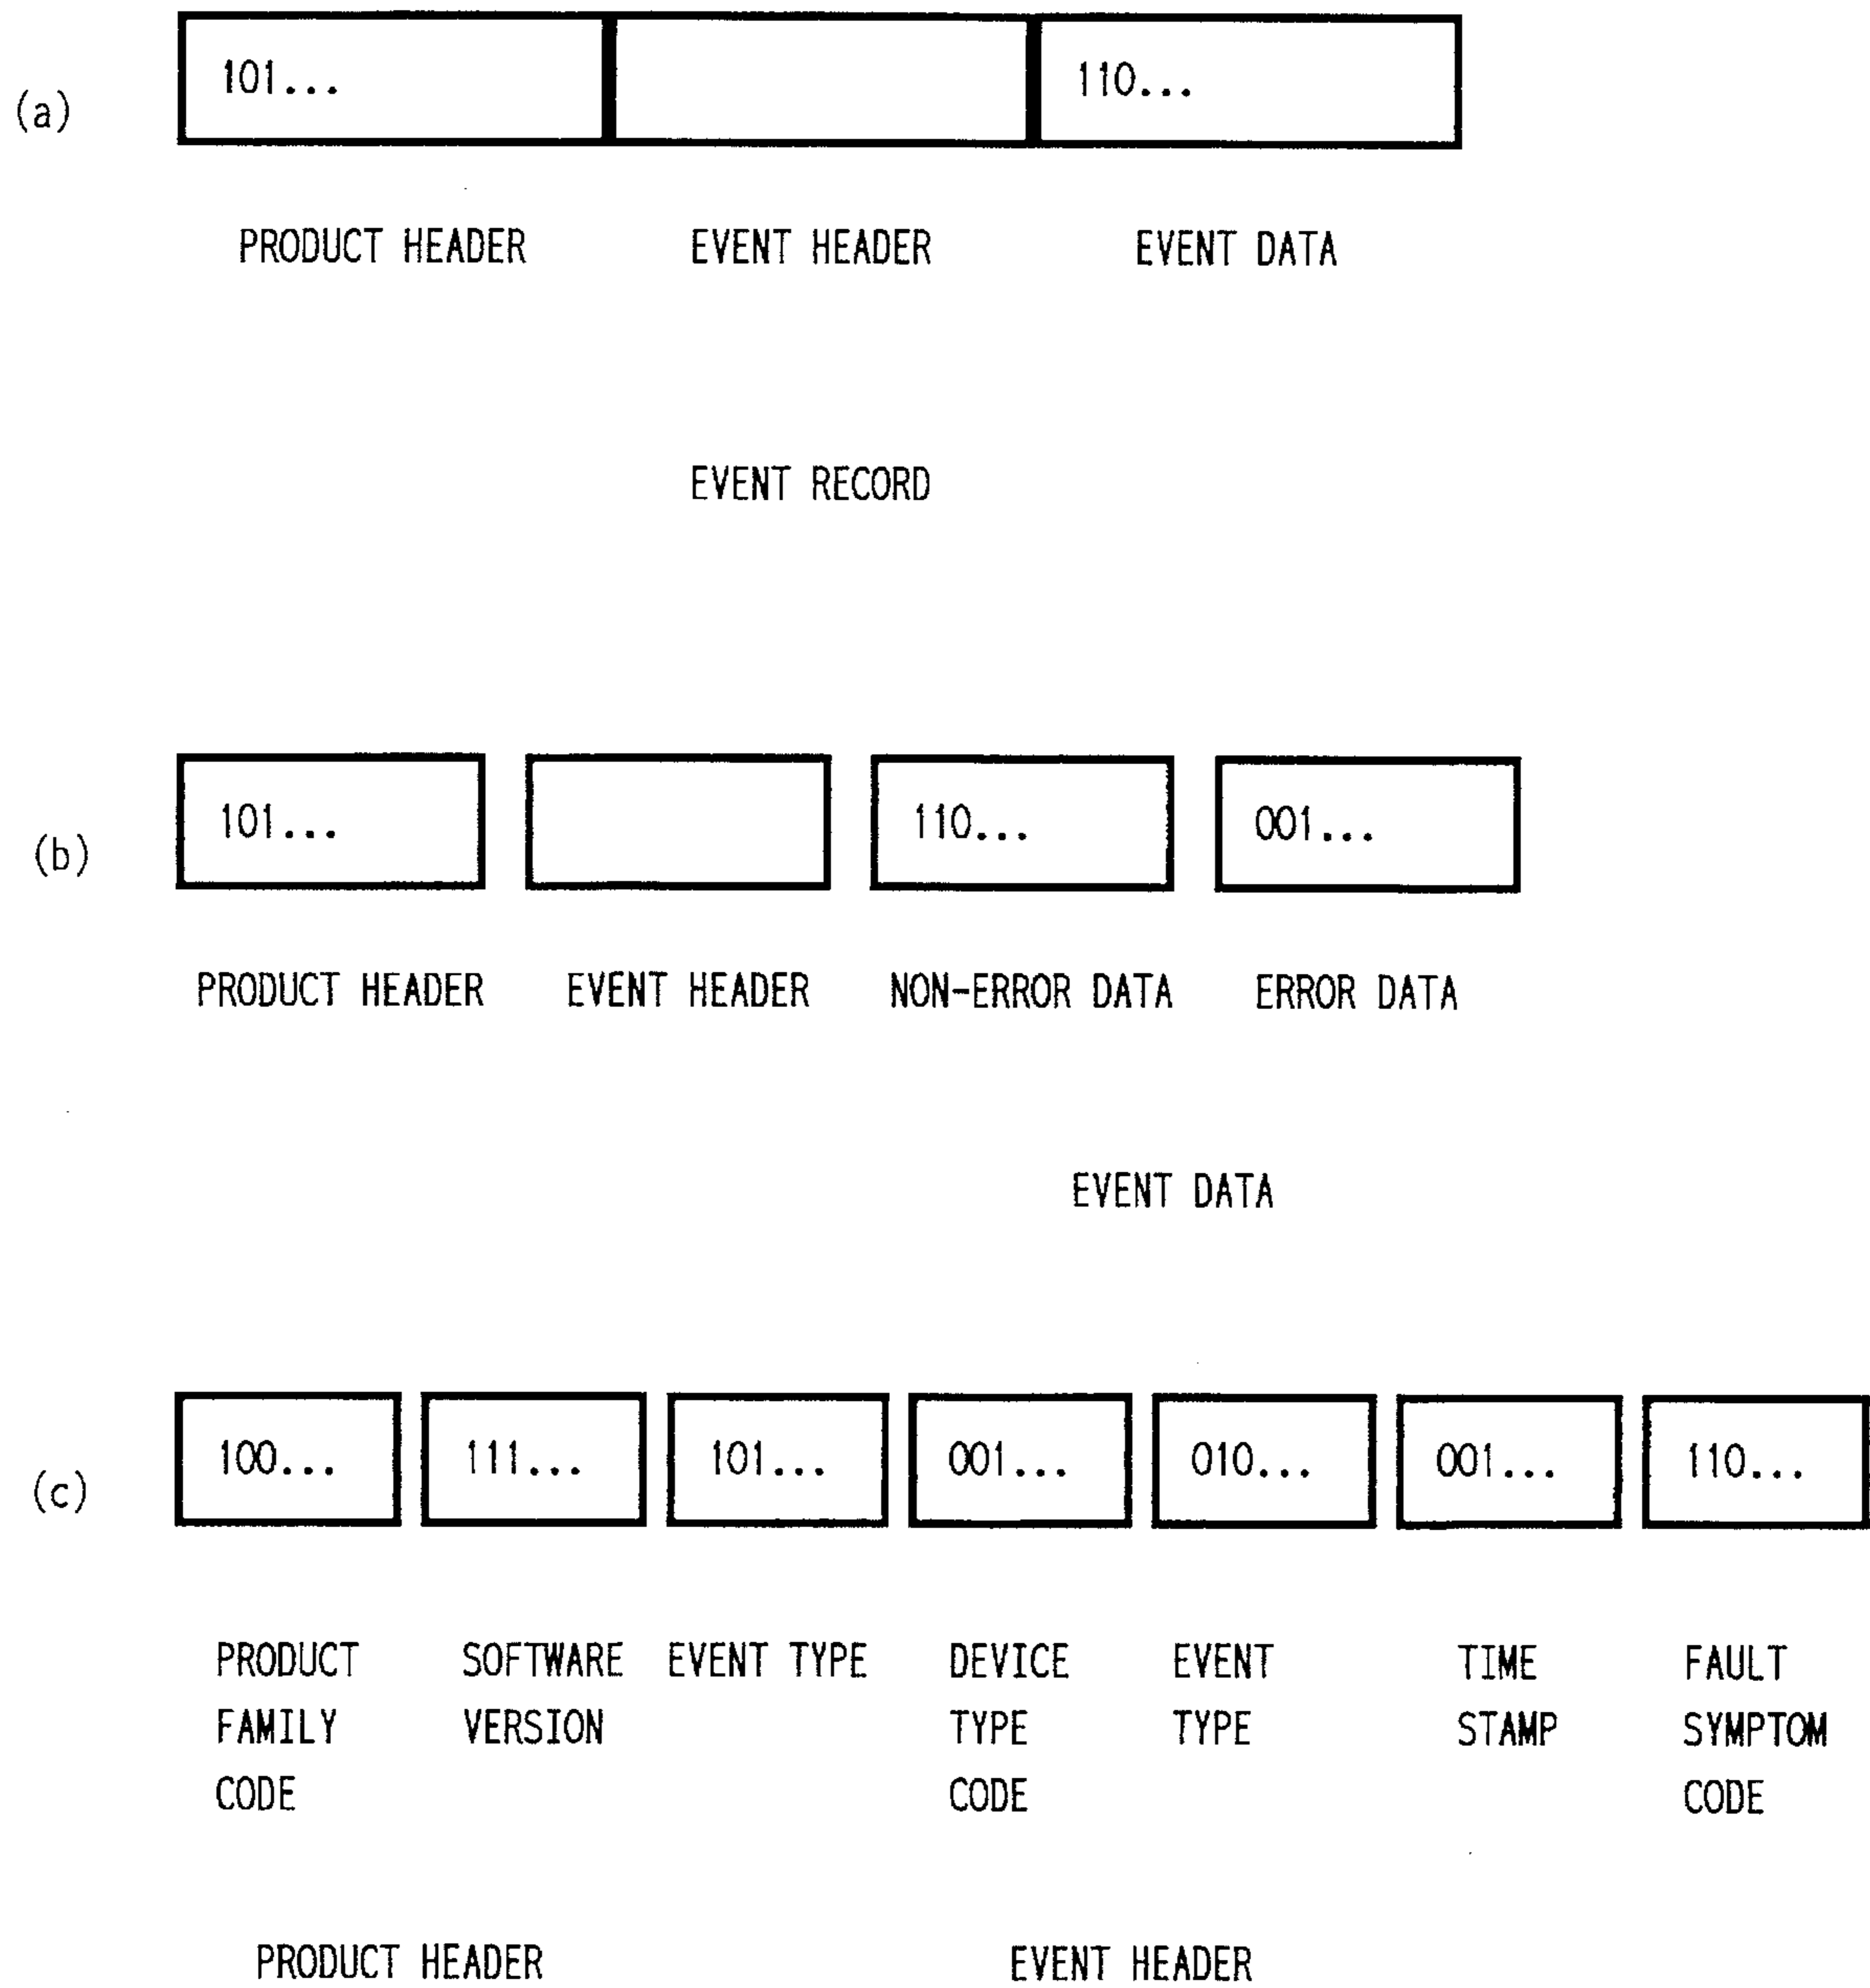 (a)
101... 110...
PRODUCT HEADER EVENT HEADER EVENT DATA
EVENT RECORD
(b)
101... 110... 001...
PRODUCT HEADER EVENT HEADER NON-ERROR DATA ERROR DATA
EVENT DATA
(c)
100... 111... 101... 001... 010... 001... 110...
PRODUCT SOFTWARE EVENT TYPE DEVICE EVENT TIME FAULT
FAMILY VERSION TYPE TYPE STAMP SYMPTOM
CODE CODE CODE
PRODUCT HEADER EVENT HEADER